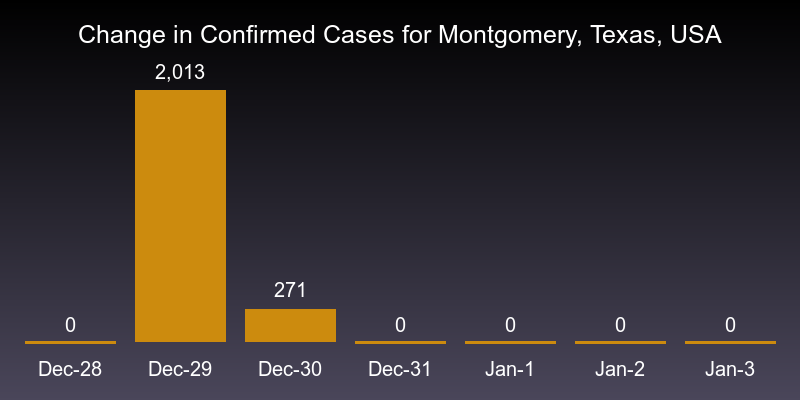 Change in Confirmed Cases for Montgomery, Texas, USA
2,013
271
0 0 0 0 0
Dec-28 Dec-29 Dec-30 Dec-31 Jan-1 Jan-2 Jan-3